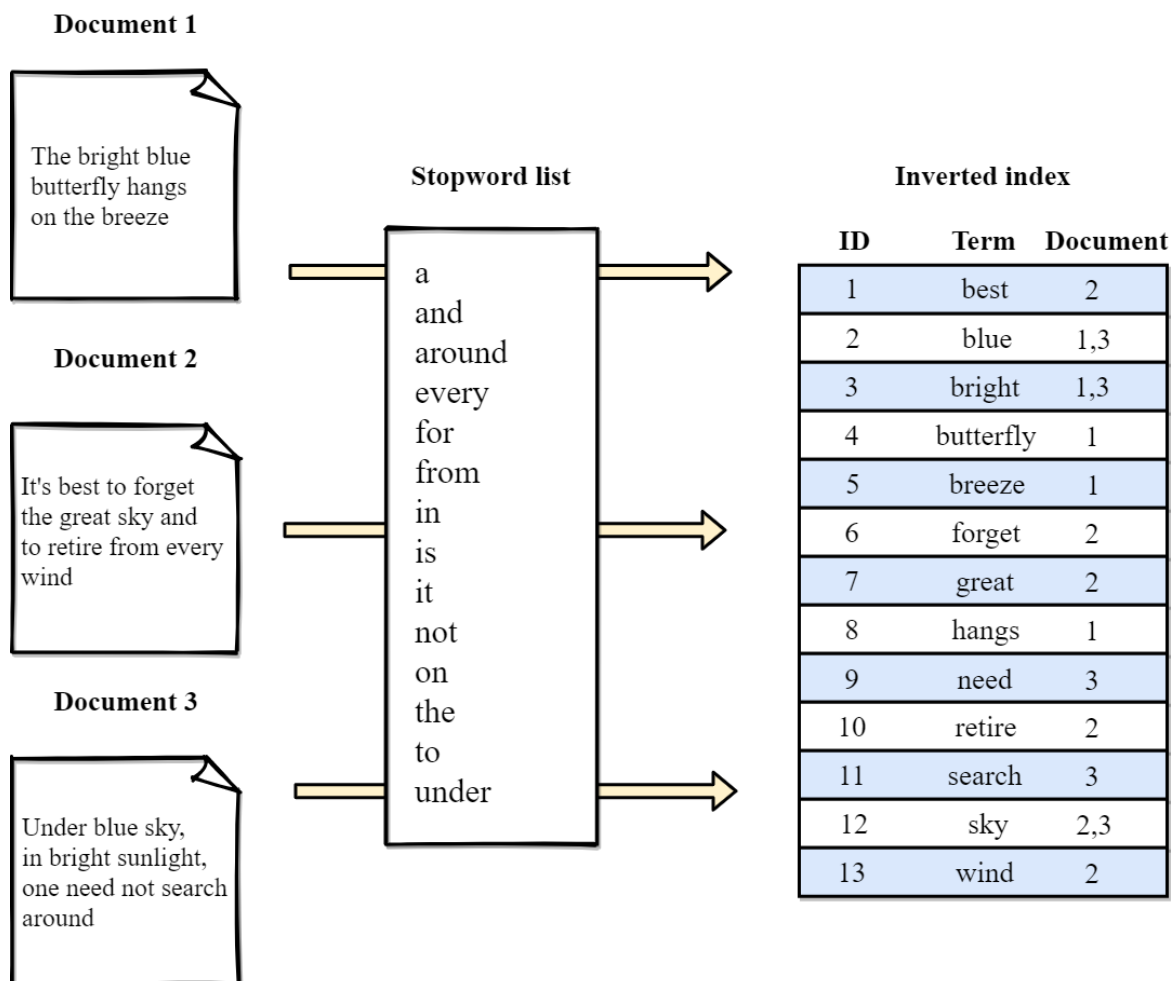 Document 1
The bright blue
butterfly hangs
on the breeze
Document 2
It's best to forget
the great sky and
to retire from every
wind
Document 3
Under blue sky,
in bright sunlight,
one need not search
around
Stopword list
a
and
around
every
for
from
in
is
it
not
on
the
to
under
Inverted index
ID Term Document
1 best 2
2 blue 1,3
3 bright 1,3
4 butterfly 1
5 breeze 1
6 forget 2
7 great 2
8 hangs 1
9 need 3
10 retire 2
11 search 3
12 sky 2,3
13 wind 2